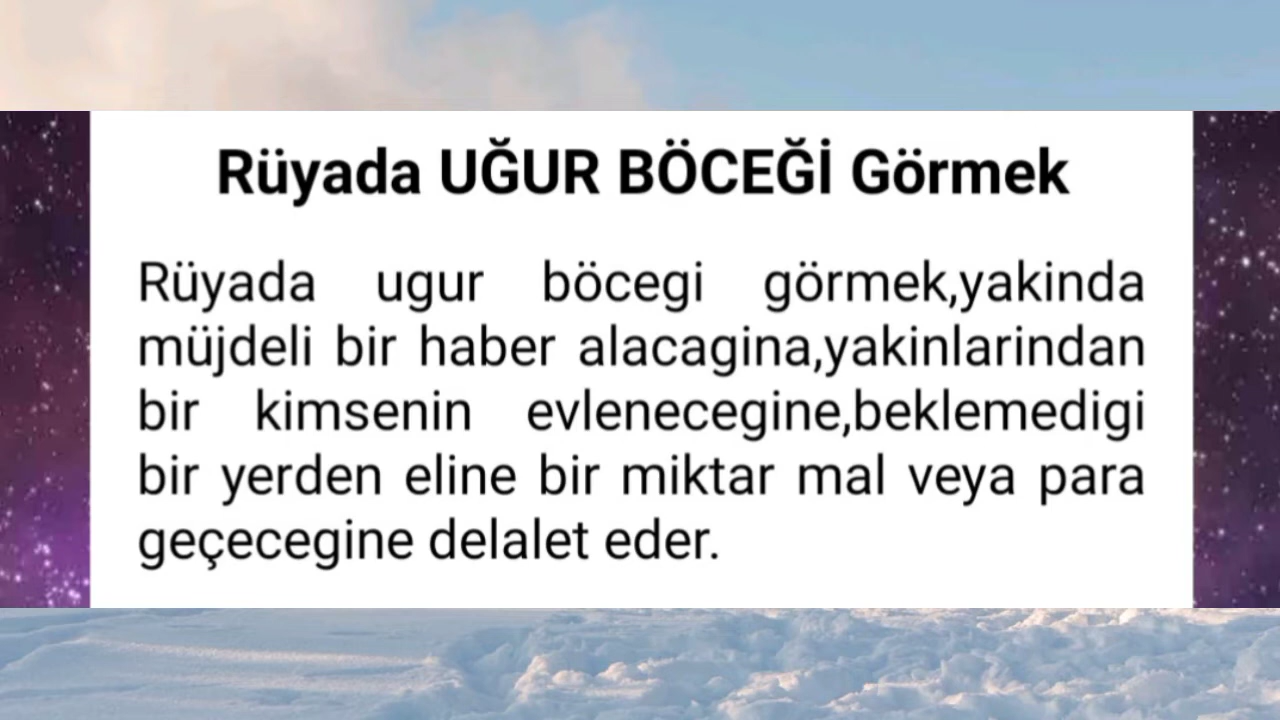 Rüyada UĞUR BÖCEĞİ Görmek
Rüyada ugur böcegi görmek,yakinda
müjdeli bir haber alacagina,yakinlarindan
bir kimsenin evlenecegine,beklemedigi
bir yerden eline bir miktar mal veya para
geçecegine delalet eder.